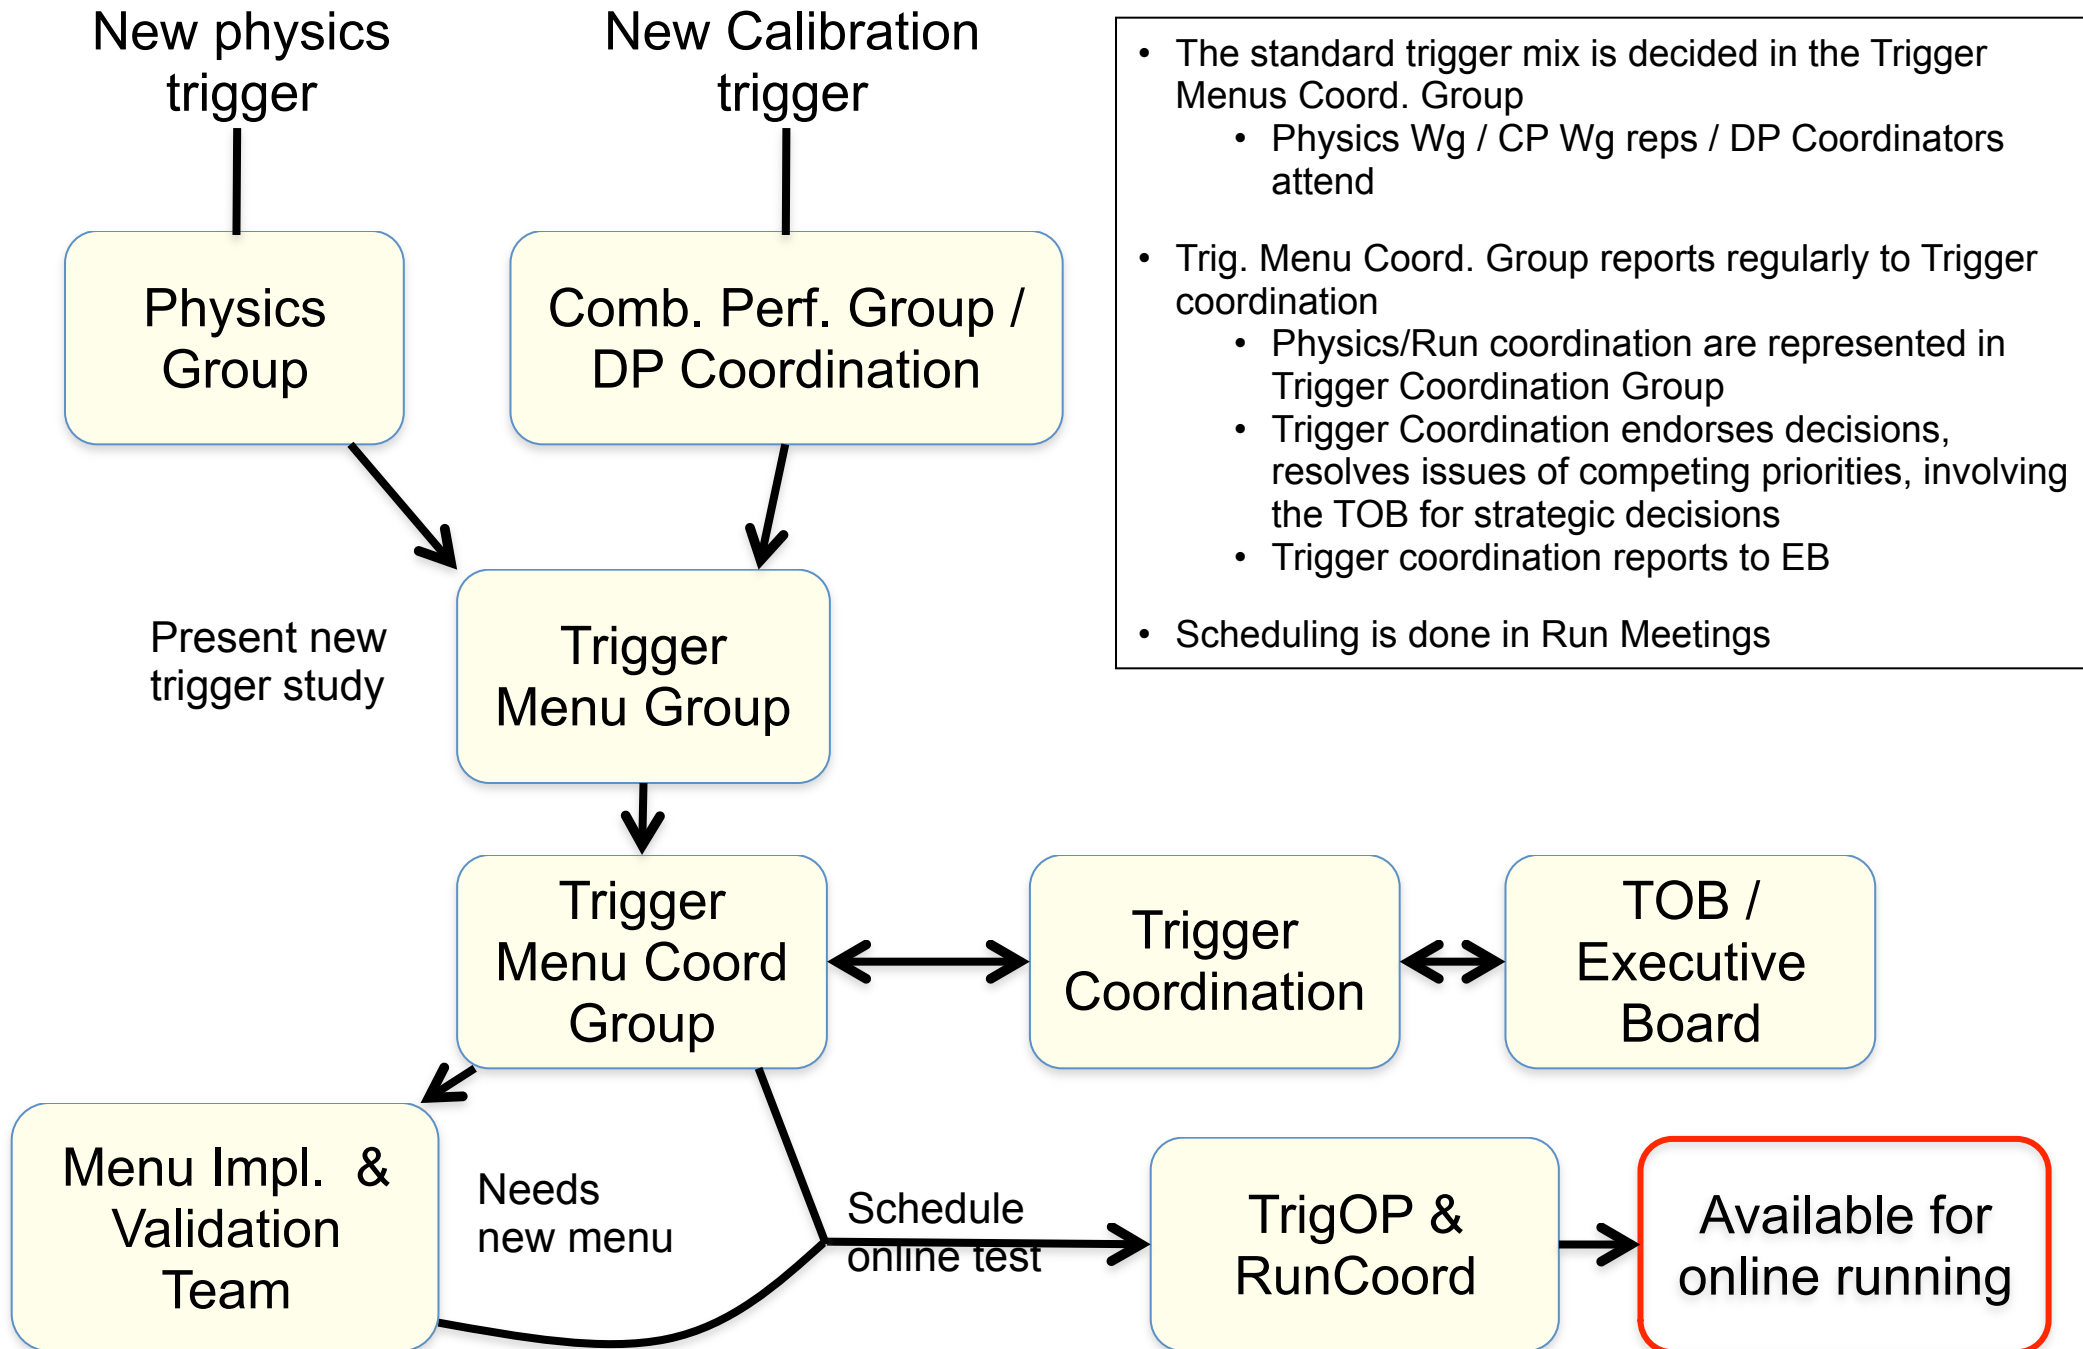 New physics
trigger
New Calibration
trigger
• The standard trigger mix is decided in the Trigger
Menus Coord. Group
• Physics Wg / CP Wg reps / DP Coordinators
attend
• Trig. Menu Coord. Group reports regularly to Trigger
coordination
• Physics/Run coordination are represented in
Trigger Coordination Group
• Trigger Coordination endorses decisions,
resolves issues of competing priorities, involving
the TOB for strategic decisions
• Trigger coordination reports to EB
• Scheduling is done in Run Meetings
Physics
Group
Comb. Perf. Group /
DP Coordination
Present new
trigger study
Trigger
Menu Group
Trigger
Menu Coord
Group
Trigger
Coordination
TOB /
Executive
Board
Menu Impl. &
Validation
Team
Needs
new menu
Schedule
online test
TrigOP &
RunCoord
Available for
online running